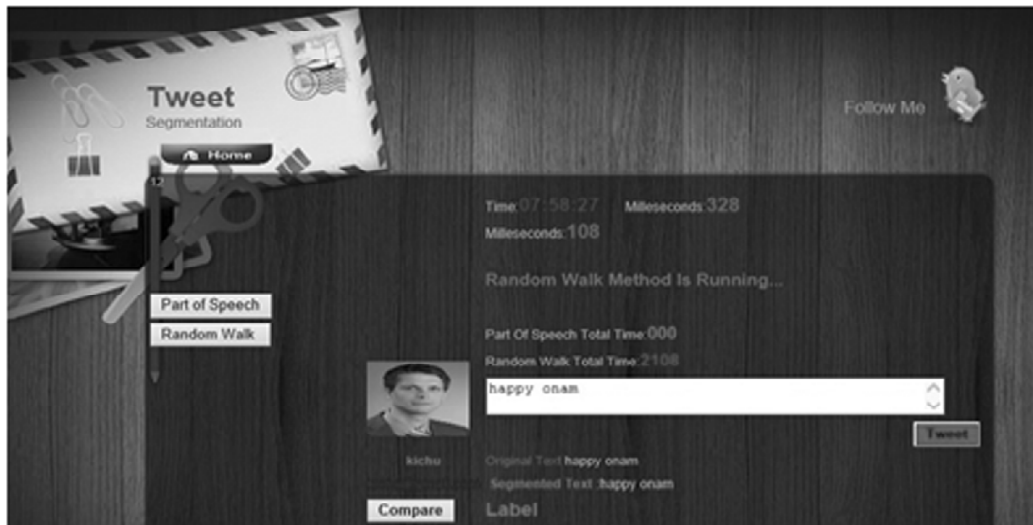 Tweet
Segmentation
Follow Me
Home
12
Time:07:58:27 Milleseconds:328
Milleseconds:108
Random Walk Method Is Running...
Part of Speech
Random Walk
Part Of Speech Total Time:000
Random Walk Total Time:2108
happy onam
Tweet
kichu
Original Text happy onam
Segmented Text :happy onam
Compare
Label